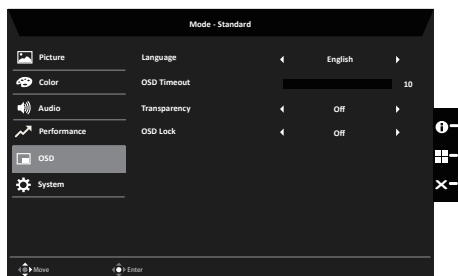 Mode - Standard
Picture
Language
English
Color
OSD Timeout
10
Audio
Transparency
Off
Performance
OSD Lock
Off
OSD
System
Move
Enter